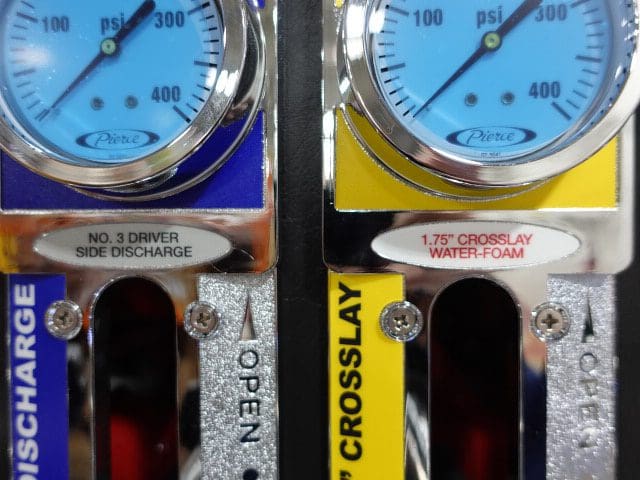 100 psi 300
400
Pierce
NO. 3 DRIVER
SIDE DISCHARGE
DISCHARGE
OPEN
100 psi 300
400
Pierce
1.75" CROSSLAY
WATER-FOAM
" CROSSLAY
OPEN